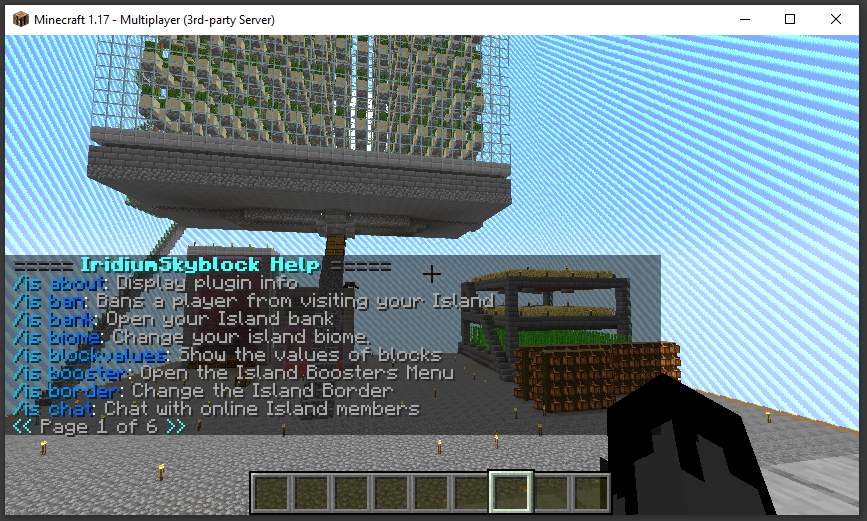 Minecraft 1.17 - Multiplayer (3rd-party Server)
===== IridiumSkyblock Help =====
/is about: Display plugin info
/is ban: Bans a player from visiting your Island
/is bank: Open your Island bank
/is biome: Change your island biome.
/is blockvalues: Show the values of blocks
/is booster: Open the Island Boosters Menu
/is border: Change the Island Border
/is chat: Chat with online Island members
<< Page 1 of 6 >>